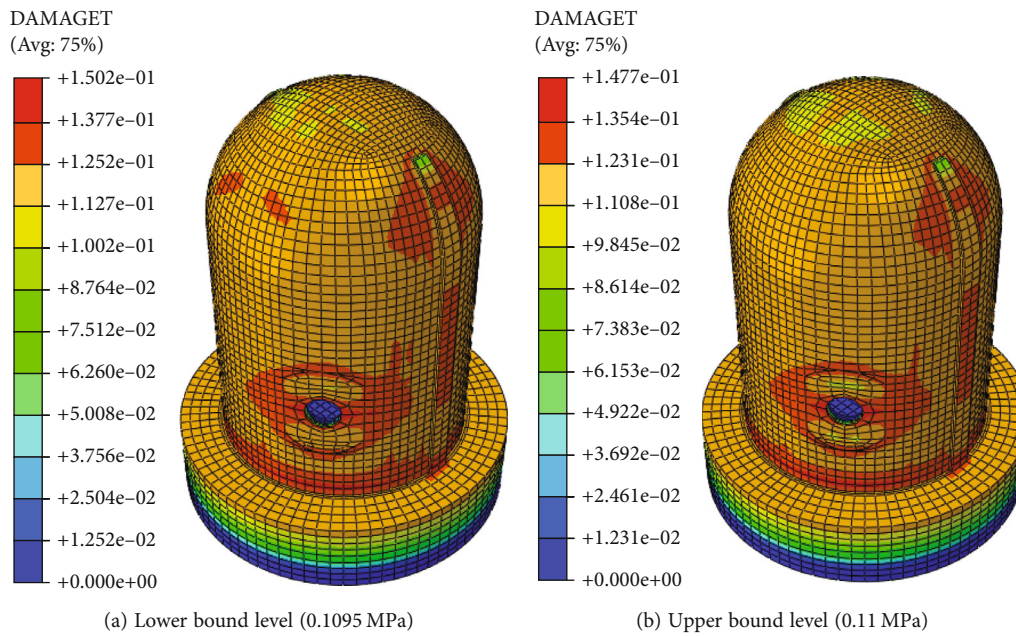 DAMAGET
(Avg: 75%)
+1.502e–01
+1.377e–01
+1.252e–01
+1.127e–01
+1.002e–01
+8.764e–02
+7.512e–02
+6.260e–02
+5.008e–02
+3.756e–02
+2.504e–02
+1.252e–02
+0.000e+00
(a) Lower bound level (0.1095 MPa)
DAMAGET
(Avg: 75%)
+1.477e–01
+1.354e–01
+1.231e–01
+1.108e–01
+9.845e–02
+8.614e–02
+7.383e–02
+6.153e–02
+4.922e–02
+3.692e–02
+2.461e–02
+1.231e–02
+0.000e+00
(b) Upper bound level (0.11 MPa)